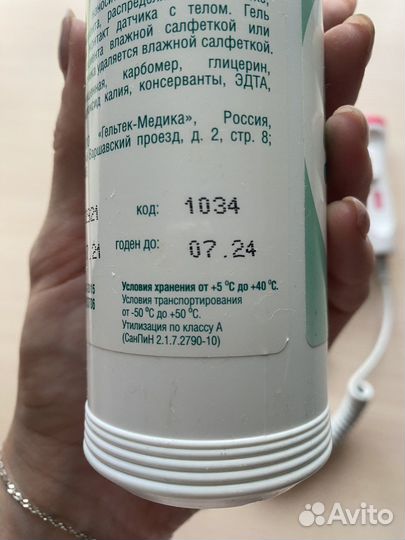 распреде
контакт датчика с телом. Гель
влажной салфеткой или
удаляется влажной салфеткой.
карбомер, глицерин,
калия, консерванты, ЭДТА,
«Гельтек-Медика», Россия,
Варшавский проезд, д. 2, стр. 8;
код: 1034
годен до: 07.24
Условия хранения от +5 °С до +40 °С.
Условия транспортирования
от -50 °С до +50 °С.
Утилизация по классу А
(СанПиН 2.1.7.2790-10)
Avito